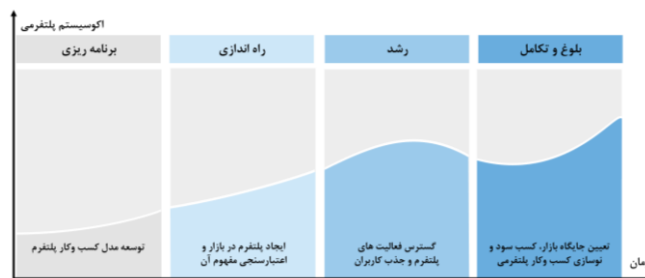 اکوسیستم پلتفرمی
برنامه ریزی
راه اندازی
رشد
بلوغ و تکامل
توسعه مدل کسب وکار پلتفرم
ایجاد پلتفرم در بازار و
اعتبارسنجی مفهوم آن
گسترس فعالیت های
پلتفرم و جذب کاربران
تعیین جایگاه بازار، کسب سود و
نوسازی کسب وکار پلتفرمی
مان